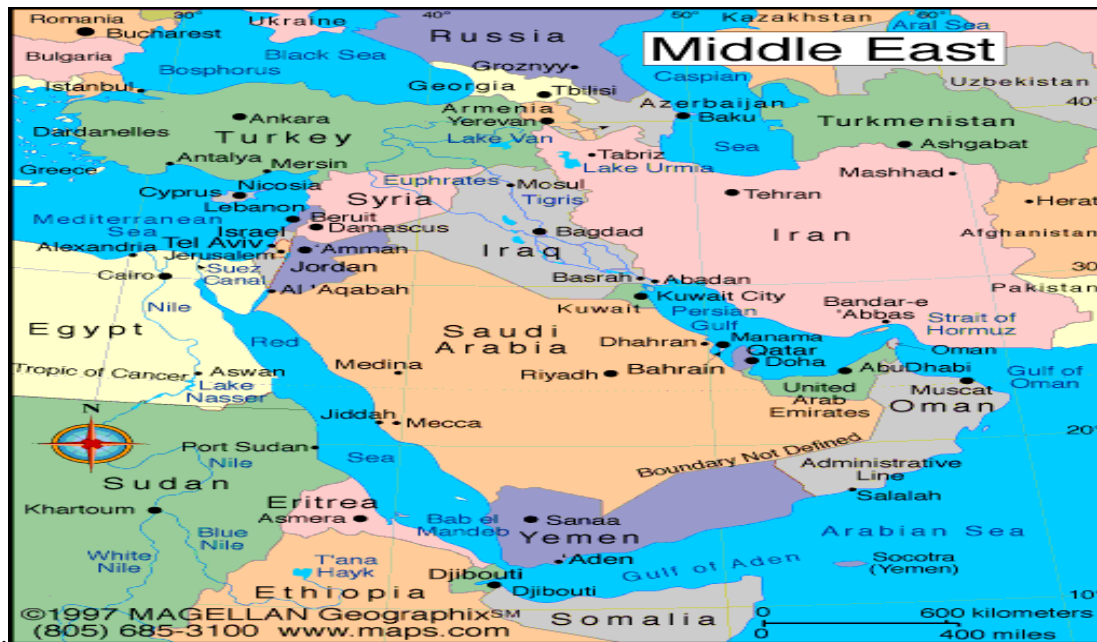 Romania
Bucharest
Bulgaria
30°
Ukraine
40°
Russia
50°
Kazakhstan
60°
Aral Sea
Middle East
Black Sea
Bosphorus
Istanbul
Groznyy
Georgia
Tbilisi
Caspian
Sea
Uzbekistan
40°
Armenia
Yerevan
Azerbaijan
Baku
Turkmenistan
Ashgabat
Ankara
Dardanelles
Turkey
Lake Van
Tabriz
Lake Urmia
Mashhad
Greece
Antalya
Mersin
Nicosia
Cyprus
Euphrates
Mosul
Tigris
Tehran
Herat
Lebanon
Beruit
Syria
Damascus
Mediterranean
Sea
Israel
Bagdad
Iraq
Iran
Afghanistan
Alexandria
Tel Aviv
Jerusalem
'Amman
Jordan
Cairo
Suez
Canal
Al 'Aqabah
Basrah
Abadan
30°
Pakistan
Kuwait
Kuwait City
Persian
Gulf
Bandar-e
'Abbas
Strait of
Hormuz
Nile
Egypt
Red
Sea
Saudi
Arabia
Dhahran
Manama
Qatar
Doha
Bahrain
Oman
AbuDhabi
Gulf of
Oman
Medina
Riyadh
Tropic of Cancer
Aswan
Lake
Nasser
United
Arab
Emirates
Muscat
Oman
N
Jiddah
Mecca
20°
Boundary Not Defined
Administrative
Line
Port Sudan
Nile
Sudan
Salalah
Khartoum
Eritrea
Asmera
Bab el
Mandeb
Sanaa
Yemen
Arabian Sea
Blue
Nile
White
Nile
T'ana
Hayk
'Aden
Gulf of Aden
Socotra
(Yemen)
Djibouti
Djibouti
Ethiopia
Somalia
10°
©1997 MAGELLAN GeographixSM
(805) 685-3100 www.maps.com
0 600 kilometers
0 400 miles